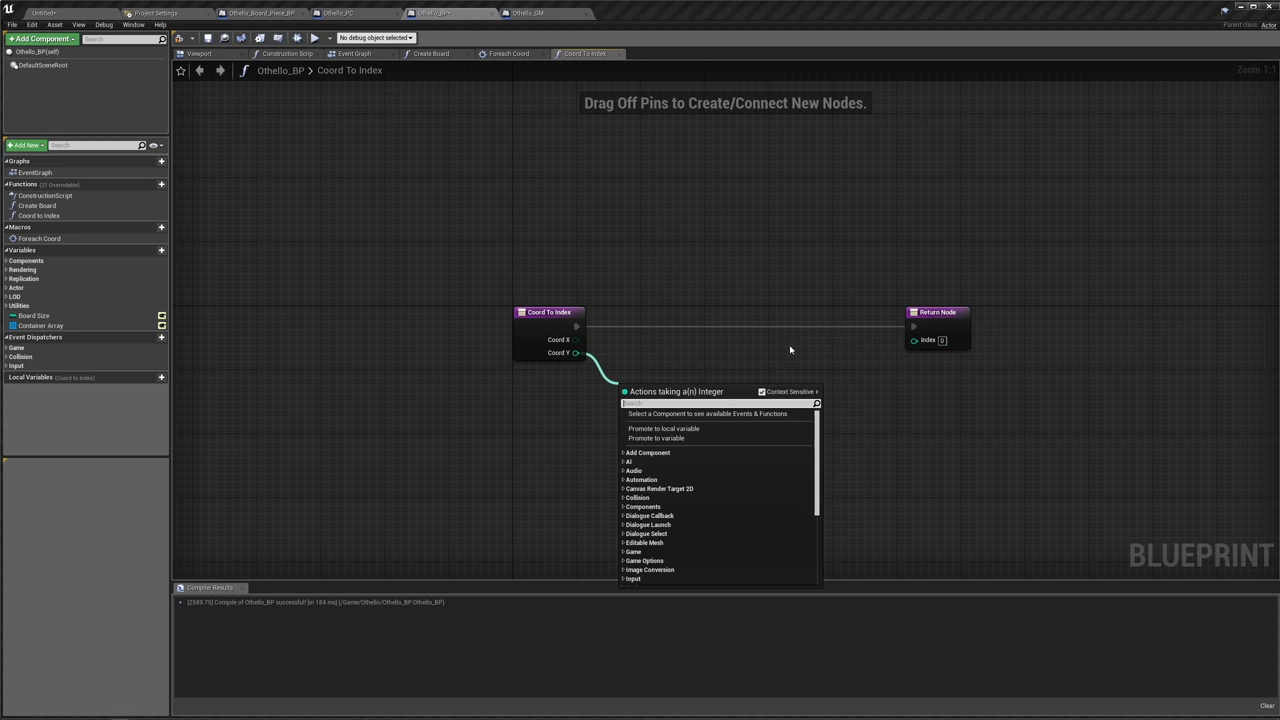 Untitled*
Project Settings
Othello_Board_Piece_BP
Othello_PC
Othello_BP*
Othello_GM
File Edit Asset View Debug Window Help
Parent class: Actor
Add Component
Search
No debug object selected
Othello_BP(self)
DefaultSceneRoot
Viewport
Construction Scrip
Event Graph
Create Board
Foreach Coord
Coord To Index
Othello_BP > Coord To Index
Zoom 1:1
Drag Off Pins to Create/Connect New Nodes.
Add New
Search
Graphs
EventGraph
Functions (21 Overridable)
ConstructionScript
Create Board
Coord to Index
Macros
Foreach Coord
Variables
Components
Rendering
Replication
Actor
LOD
Utilities
Board Size
Container Array
Event Dispatchers
Game
Collision
Input
Local Variables (Coord to Index)
Coord To Index
Coord X
Coord Y
Return Node
Index 0
Actions taking a(n) Integer
Context Sensitive
Search
Select a Component to see available Events & Functions
Promote to local variable
Promote to variable
Add Component
AI
Audio
Automation
Canvas Render Target 2D
Collision
Components
Dialogue Callback
Dialogue Launch
Dialogue Select
Editable Mesh
Game
Game Options
Image Conversion
Input
BLUEPRINT
Compiler Results
[2589.75] Compile of Othello_BP successful! [in 184 ms] (/Game/Othello/Othello_BP.Othello_BP)
Clear